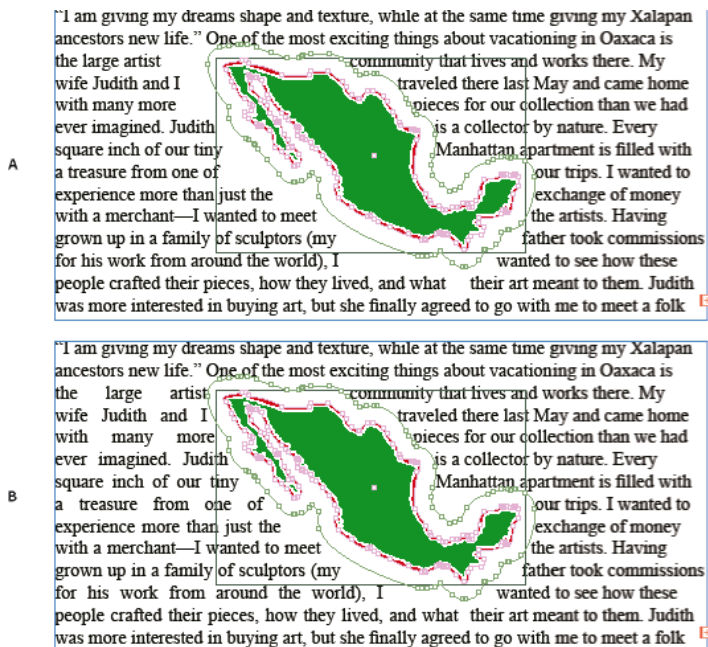 “I am giving my dreams shape and texture, while at the same time giving my Xalapan
ancestors new life.” One of the most exciting things about vacationing in Oaxaca is
the large artist community that lives and works there. My
wife Judith and I traveled there last May and came home
with many more pieces for our collection than we had
ever imagined. Judith is a collector by nature. Every
square inch of our tiny Manhattan apartment is filled with
A
a treasure from one of our trips. I wanted to
experience more than just the exchange of money
with a merchant—I wanted to meet the artists. Having
grown up in a family of sculptors (my father took commissions
for his work from around the world), I wanted to see how these
people crafted their pieces, how they lived, and what their art meant to them. Judith
was more interested in buying art, but she finally agreed to go with me to meet a folk
“I am giving my dreams shape and texture, while at the same time giving my Xalapan
ancestors new life.” One of the most exciting things about vacationing in Oaxaca is
the large artist community that lives and works there. My
wife Judith and I traveled there last May and came home
with many more pieces for our collection than we had
ever imagined. Judith is a collector by nature. Every
square inch of our tiny Manhattan apartment is filled with
B
a treasure from one of our trips. I wanted to
experience more than just the exchange of money
with a merchant—I wanted to meet the artists. Having
grown up in a family of sculptors (my father took commissions
for his work from around the world), I wanted to see how these
people crafted their pieces, how they lived, and what their art meant to them. Judith
was more interested in buying art, but she finally agreed to go with me to meet a folk